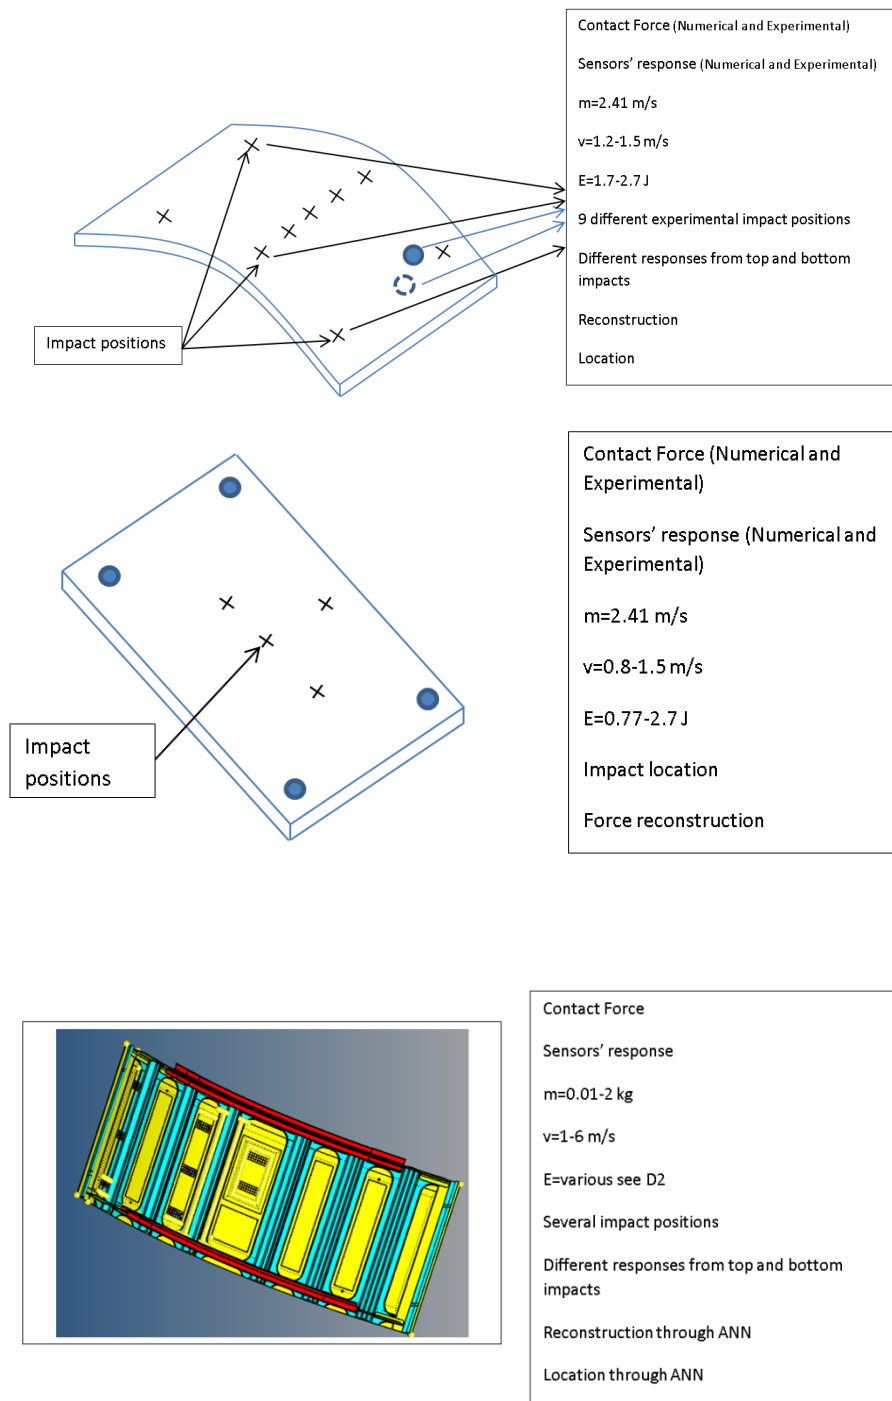 Contact Force (Numerical and Experimental)
Sensors' response (Numerical and Experimental)
m=2.41 m/s
v=1.2-1.5 m/s
E=1.7-2.7 J
9 different experimental impact positions
Different responses from top and bottom
impacts
Reconstruction
Location
Impact positions
Contact Force (Numerical and
Experimental)
Sensors' response (Numerical and
Experimental)
m=2.41 m/s
v=0.8-1.5 m/s
E=0.77-2.7 J
Impact location
Force reconstruction
Impact
positions
Contact Force
Sensors' response
m=0.01-2 kg
v=1-6 m/s
E=various see D2
Several impact positions
Different responses from top and bottom
impacts
Reconstruction through ANN
Location through ANN